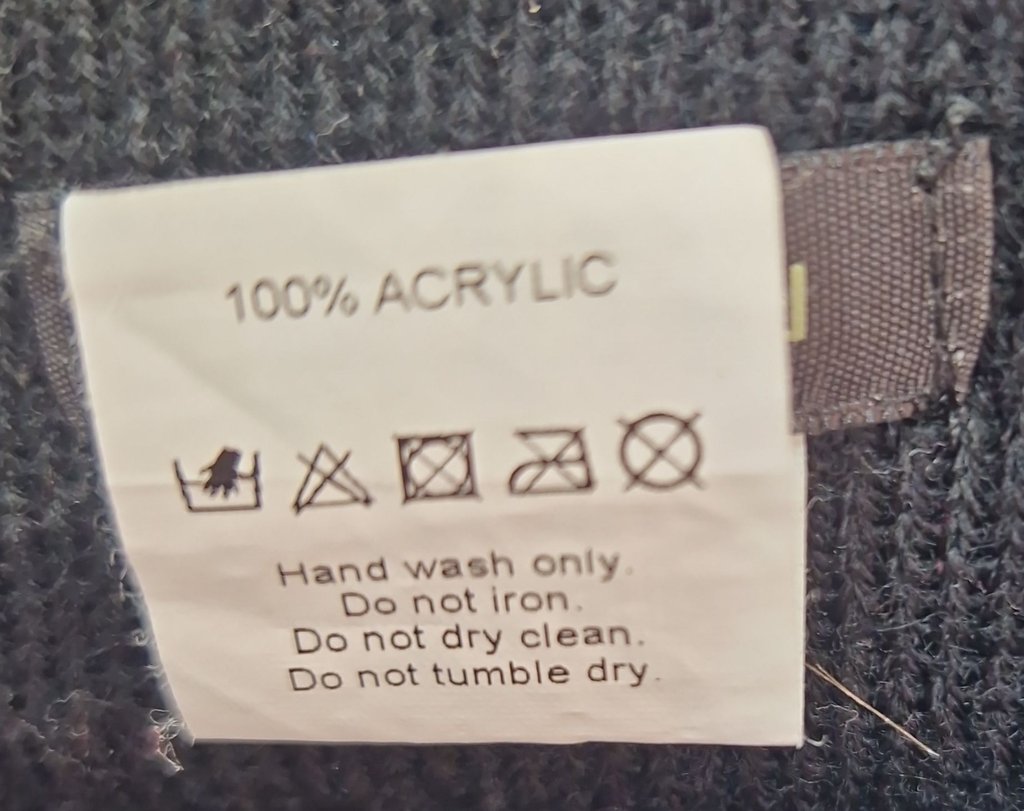 100% ACRYLIC
Hand wash only.
Do not iron.
Do not dry clean.
Do not tumble dry.